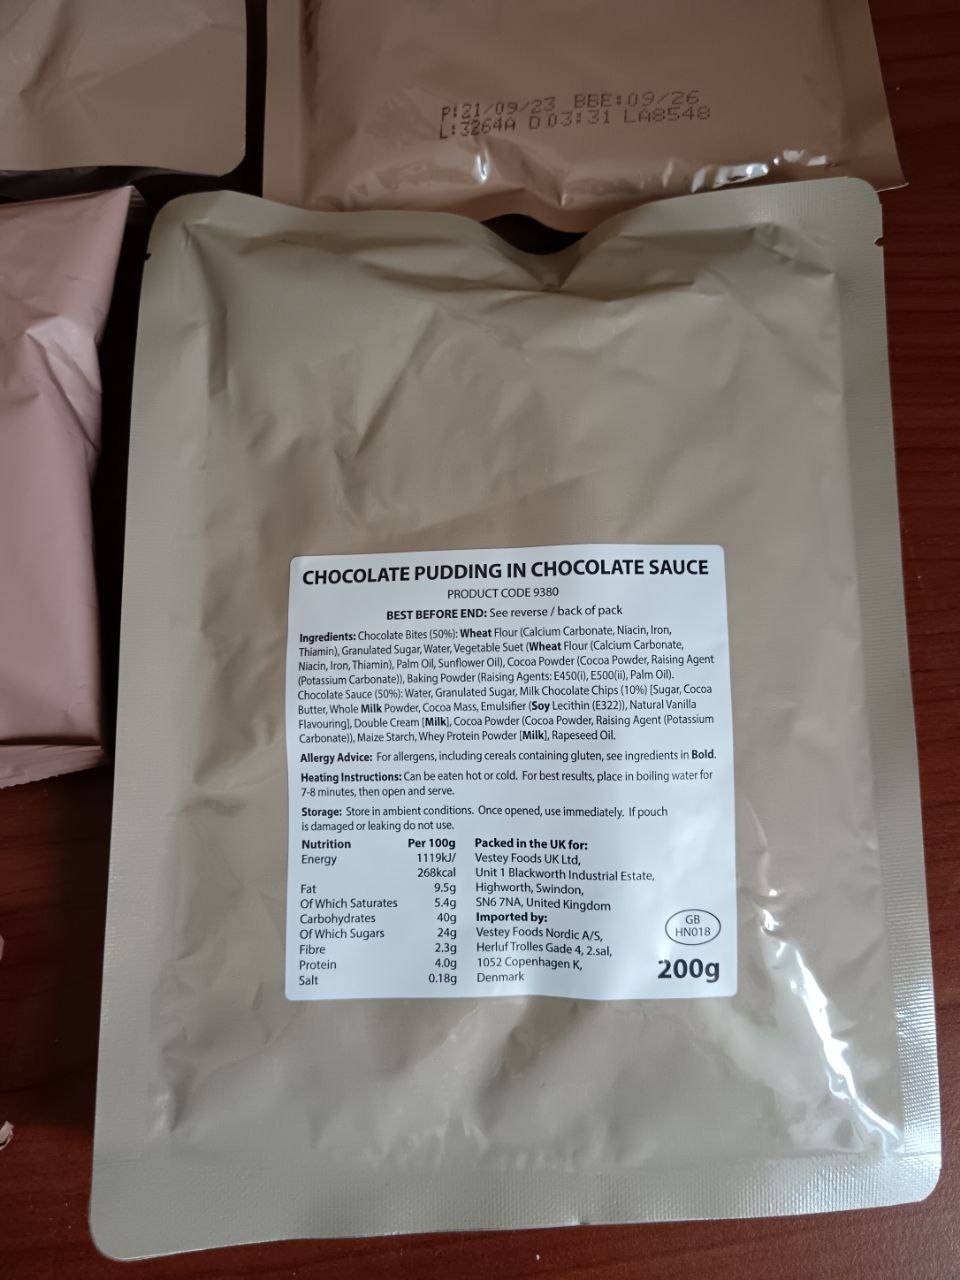 P:21/09/23 BBE:09/26
L:3264A D 03:31 LA8548
CHOCOLATE PUDDING IN CHOCOLATE SAUCE
PRODUCT CODE 9380
BEST BEFORE END: See reverse / back of pack
Ingredients: Chocolate Bites (50%): Wheat Flour (Calcium Carbonate, Niacin, Iron,
Thiamin), Granulated Sugar, Water, Vegetable Suet (Wheat Flour (Calcium Carbonate,
Niacin, Iron, Thiamin), Palm Oil, Sunflower Oil), Cocoa Powder (Cocoa Powder, Raising Agent
(Potassium Carbonate)), Baking Powder (Raising Agents: E450(i), E500(ii), Palm Oil).
Chocolate Sauce (50%): Water, Granulated Sugar, Milk Chocolate Chips (10%) [Sugar, Cocoa
Butter, Whole Milk Powder, Cocoa Mass, Emulsifier (Soy Lecithin (E322)), Natural Vanilla
Flavouring], Double Cream [Milk], Cocoa Powder (Cocoa Powder, Raising Agent (Potassium
Carbonate)), Maize Starch, Whey Protein Powder [Milk], Rapeseed Oil.
Allergy Advice: For allergens, including cereals containing gluten, see ingredients in Bold.
Heating Instructions: Can be eaten hot or cold. For best results, place in boiling water for
7-8 minutes, then open and serve.
Storage: Store in ambient conditions. Once opened, use immediately. If pouch
is damaged or leaking do not use.
Nutrition Per 100g
Energy 1119kJ/
268kcal
Fat 9.5g
Of Which Saturates 5.4g
Carbohydrates 40g
Of Which Sugars 24g
Fibre 2.3g
Protein 4.0g
Salt 0.18g
Packed in the UK for:
Vestey Foods UK Ltd,
Unit 1 Blackworth Industrial Estate,
Highworth, Swindon,
SN6 7NA, United Kingdom
Imported by:
Vestey Foods Nordic A/S,
Herluf Trolles Gade 4, 2.sal,
1052 Copenhagen K,
Denmark
GB
HN018
200g